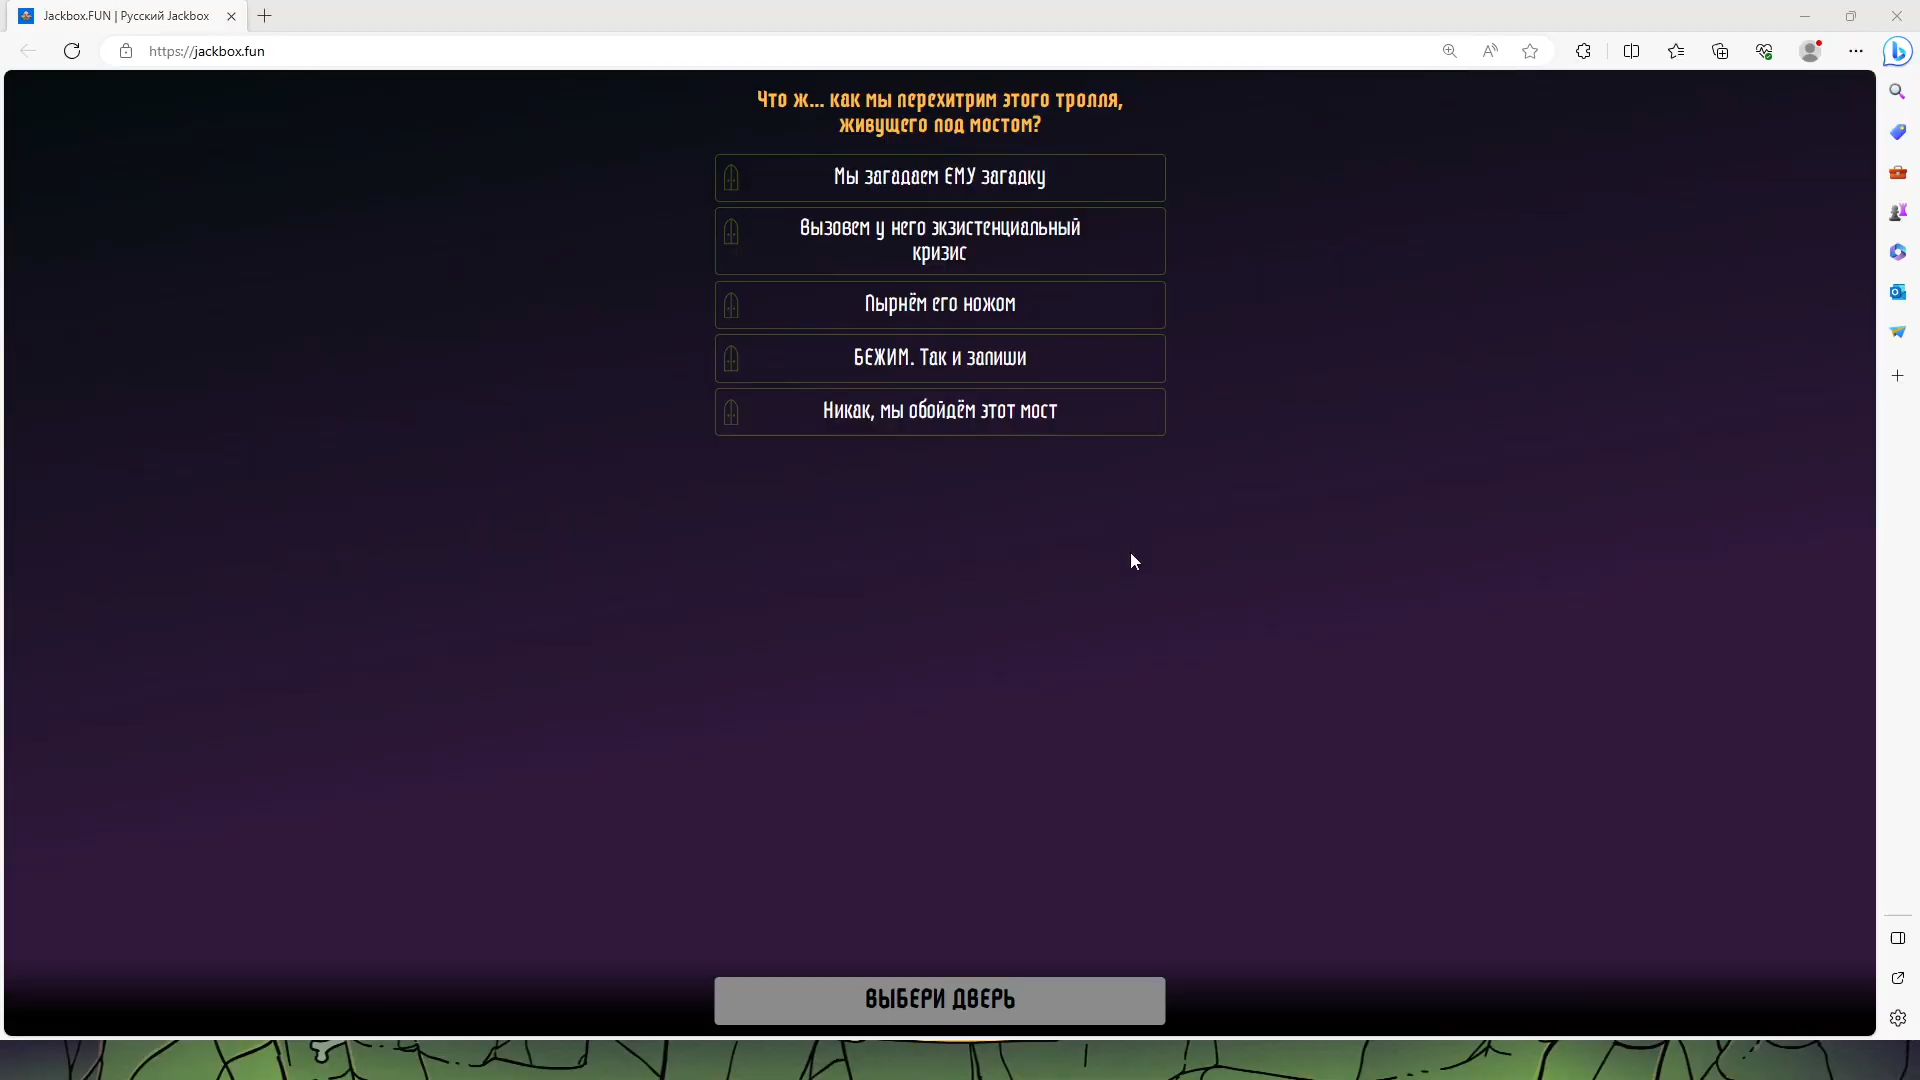 Jackbox.FUN | Русский Jackbox
https://jackbox.fun
Что ж... как мы перехитрим этого тролля,
живущего под мостом?
Мы загадаем ЕМУ загадку
Вызовем у него экзистенциальный
кризис
Пырнём его ножом
БЕЖИМ. Так и запиши
Никак, мы обойдём этот мост
ВЫБЕРИ ДВЕРЬ